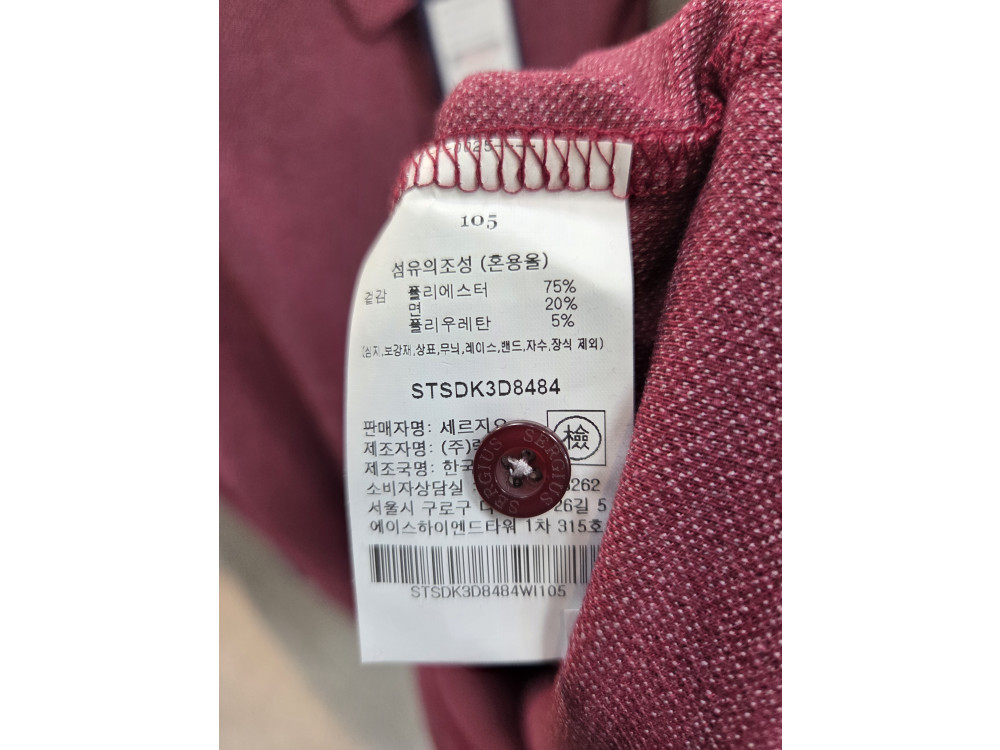 105
섬유의조성 (혼용율)
겉감 폴리에스터 75%
면 20%
폴리우레탄 5%
(심지,보강재,상표,무늬,레이스,밴드,자수,장식 제외)
STSDK3D8484
판매자명: 세르지오
檢
제조자명: (주)
제조국명: 한국
SERGIUS SERGIUS
소비자상담실
서울시 구로구 26길 5
에이스하이엔드타워 1차 315호
STSDK3D8484WI105